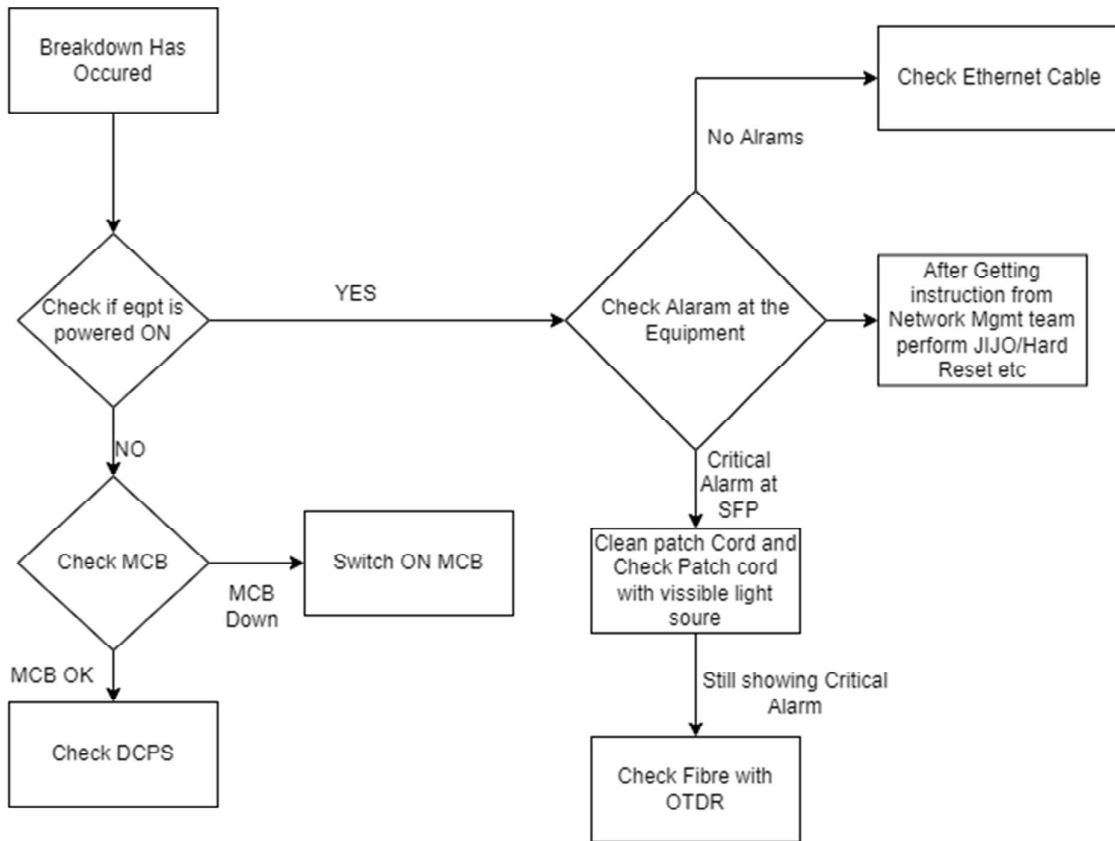 Breakdown Has
Occured
Check Ethernet Cable
No Alrams
Check if eqpt is
powered ON
YES
Check Alaram at the
Equipment
After Getting
instruction from
Network Mgmt team
perform JIJO/Hard
Reset etc
NO
Critical
Alarm at
SFP
Check MCB
MCB
Down
Switch ON MCB
Clean patch Cord and
Check Patch cord
with vissible light
soure
MCB OK
Check DCPS
Still showing Critical
Alarm
Check Fibre with
OTDR